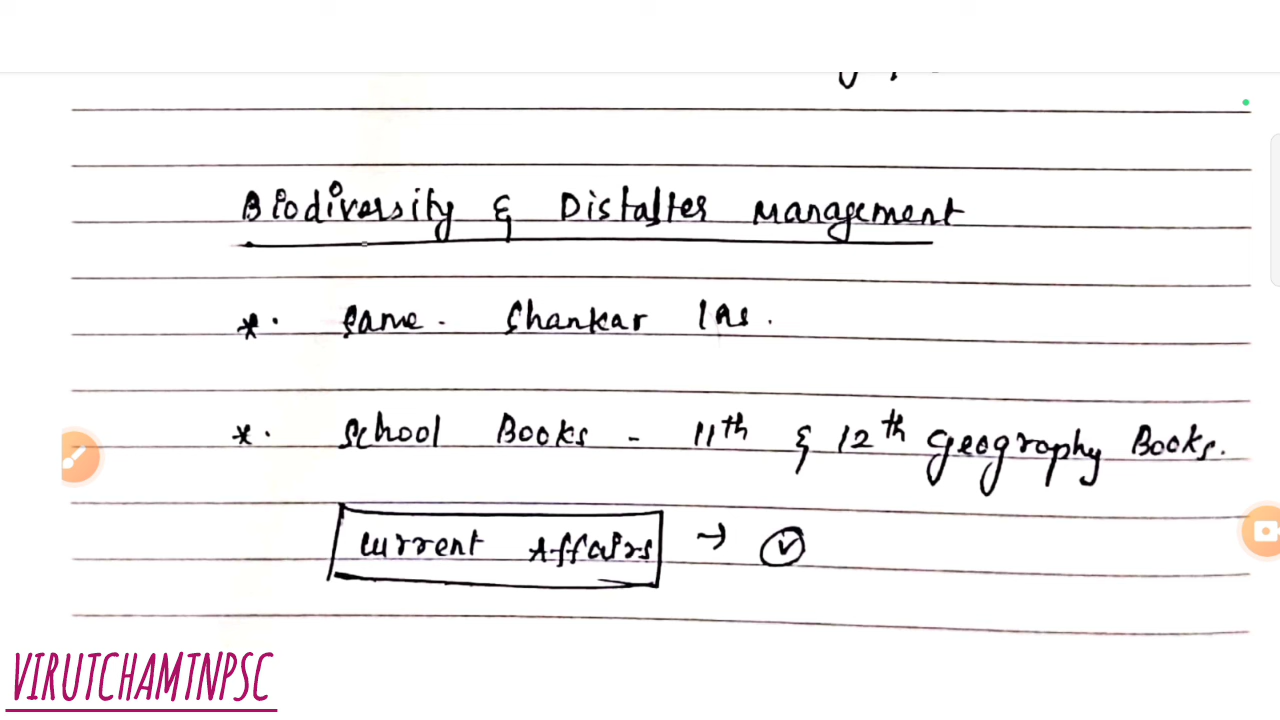 Biodiversity & Distaster Management
*. Same. Shankar IAS.
*. School Books - 11th & 12th Geography Books.
Current Affairs → V
VIRUTCHAMTNPSC